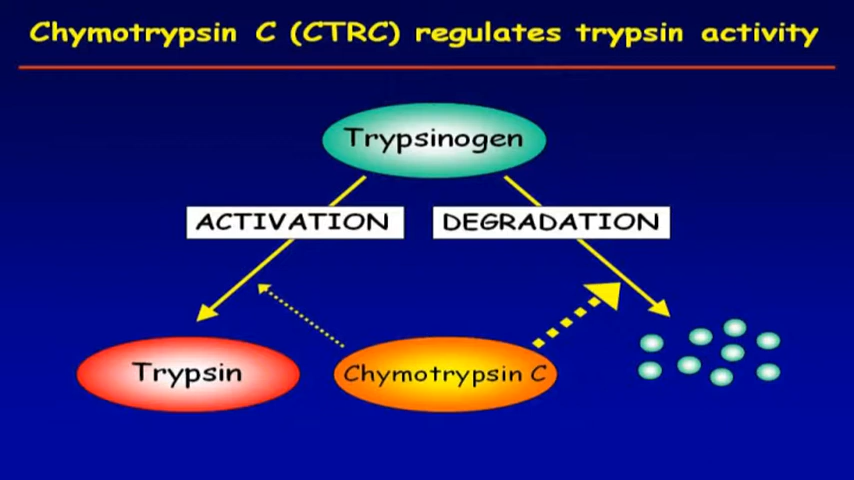 Chymotrypsin C (CTRC) regulates trypsin activity
Trypsinogen
ACTIVATION
DEGRADATION
Trypsin
Chymotrypsin C